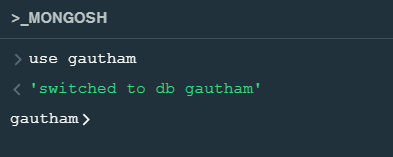 >_MONGOSH
> use gautham
< 'switched to db gautham'
gautham>